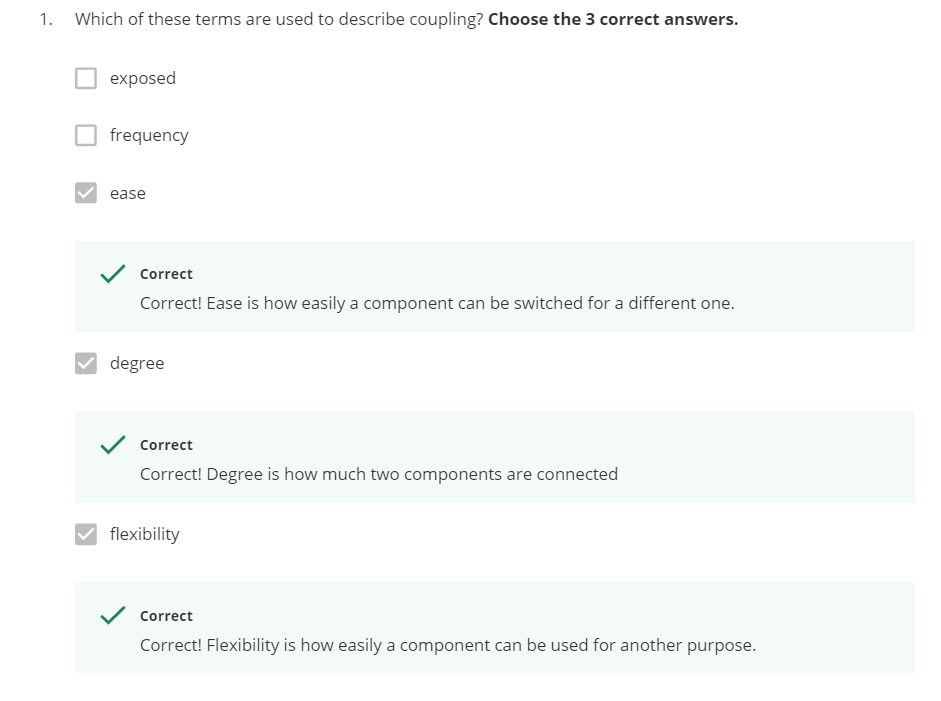 1. Which of these terms are used to describe coupling? Choose the 3 correct answers.
exposed
frequency
ease
Correct
Correct! Ease is how easily a component can be switched for a different one.
degree
Correct
Correct! Degree is how much two components are connected
flexibility
Correct
Correct! Flexibility is how easily a component can be used for another purpose.